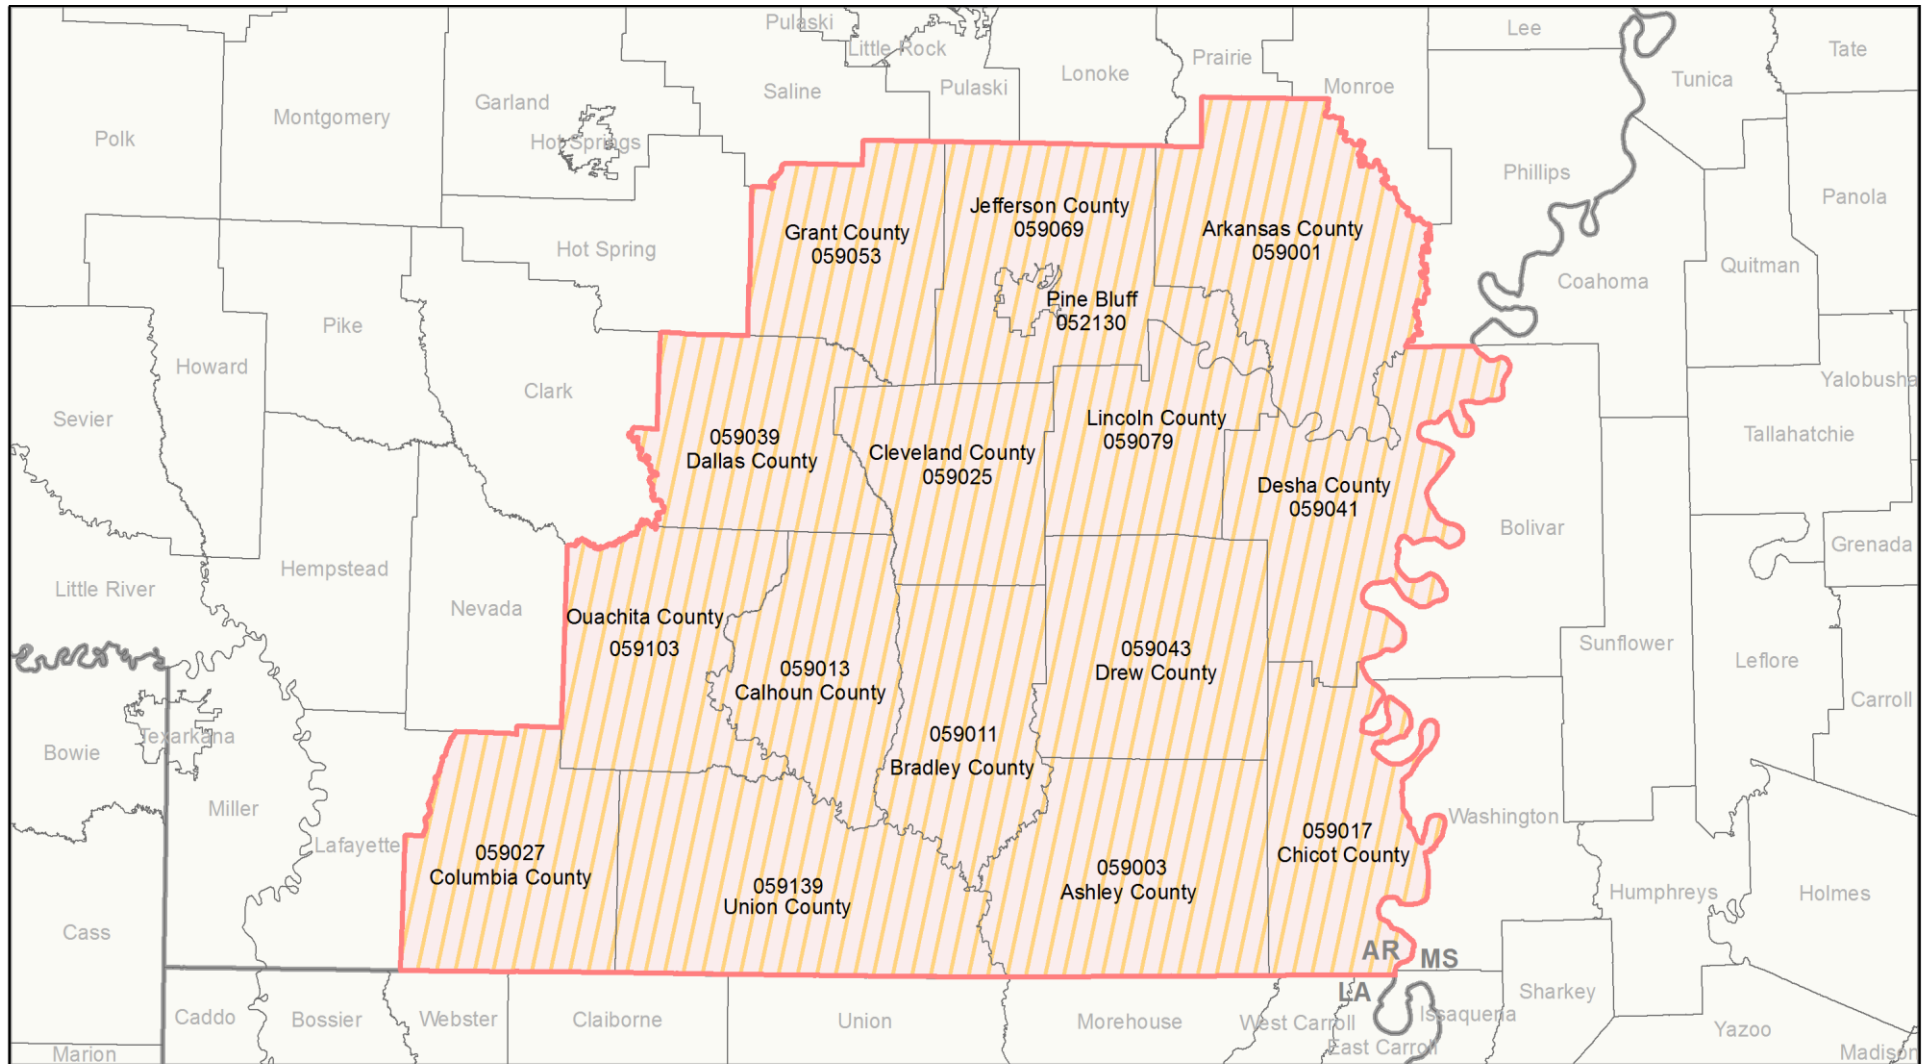 Pulaski
Little Rock
Lee
Tate
Prairie
Lonoke
Tunica
Garland
Saline
Pulaski
Monroe
Montgomery
Polk
Hot Springs
Phillips
Panola
Jefferson County
059069
Grant County
059053
Arkansas County
059001
Hot Spring
Quitman
Coahoma
Pine Bluff
052130
Pike
Howard
Yalobusha
Clark
Sevier
Lincoln County
059079
Tallahatchie
059039
Dallas County
Cleveland County
059025
Desha County
059041
Bolivar
Grenada
Hempstead
Little River
Nevada
Ouachita County
059103
059043
Drew County
Sunflower
Leflore
059013
Calhoun County
Carroll
Texarkana
Bowie
059011
Bradley County
Miller
Washington
Lafayette
059017
Chicot County
059027
Columbia County
059003
Ashley County
059139
Union County
Humphreys
Holmes
Cass
AR
MS
LA
Sharkey
Caddo
Bossier
Webster
Claiborne
Union
Morehouse
West Carroll
Issaquena
Yazoo
East Carroll
Marion
Madison